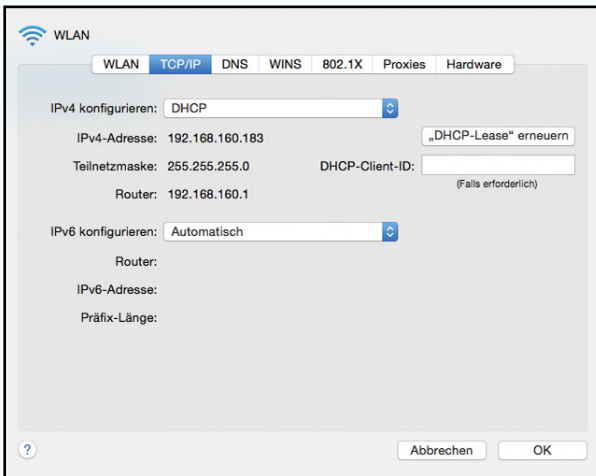 WLAN
WLAN TCP/IP DNS WINS 802.1X Proxies Hardware
IPv4 konfigurieren: DHCP
IPv4-Adresse: 192.168.160.183 „DHCP-Lease“ erneuern
Teilnetzmaske: 255.255.255.0 DHCP-Client-ID:
(Falls erforderlich)
Router: 192.168.160.1
IPv6 konfigurieren: Automatisch
Router:
IPv6-Adresse:
Präfix-Länge:
? Abbrechen OK